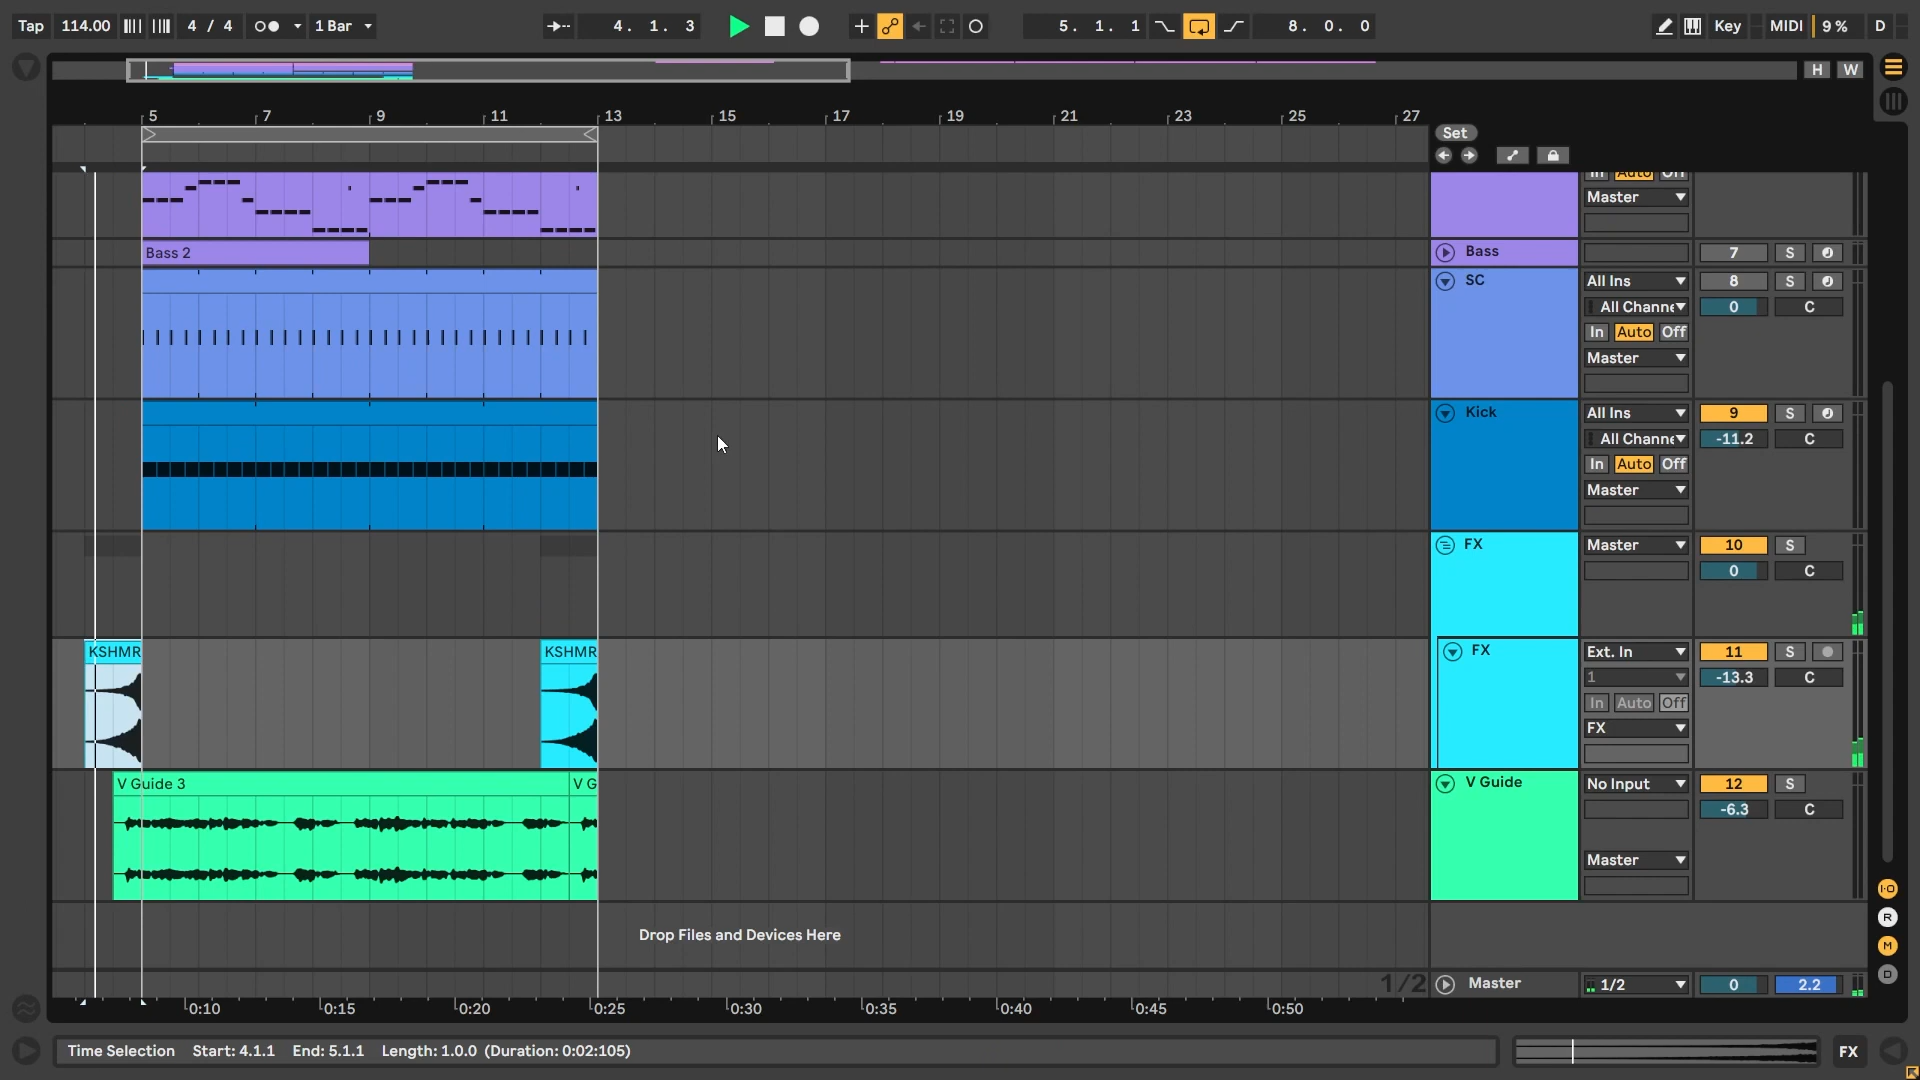 Tap 114.00 4 / 4 1 Bar 4. 1. 3 5. 1. 1 8. 0. 0 Key MIDI 9 % D
H W
5 7 9 11 13 15 17 19 21 23 25 27
Set
In Auto Off
Master
Bass 2 Bass 7 S
SC All Ins 8 S
All Channe 0 C
In Auto Off
Master
Kick All Ins 9 S
All Channe -11.2 C
In Auto Off
Master
FX Master 10 S
0 C
KSHMR KSHMR FX Ext. In 11 S
1 -13.3 C
In Auto Off
FX
V Guide 3 V G V Guide No Input 12 S
-6.3 C
Master
I·O
R
Drop Files and Devices Here
M
D
1/2 Master 1/2 0 2.2
0:10 0:15 0:20 0:25 0:30 0:35 0:40 0:45 0:50
Time Selection Start: 4.1.1 End: 5.1.1 Length: 1.0.0 (Duration: 0:02:105) FX